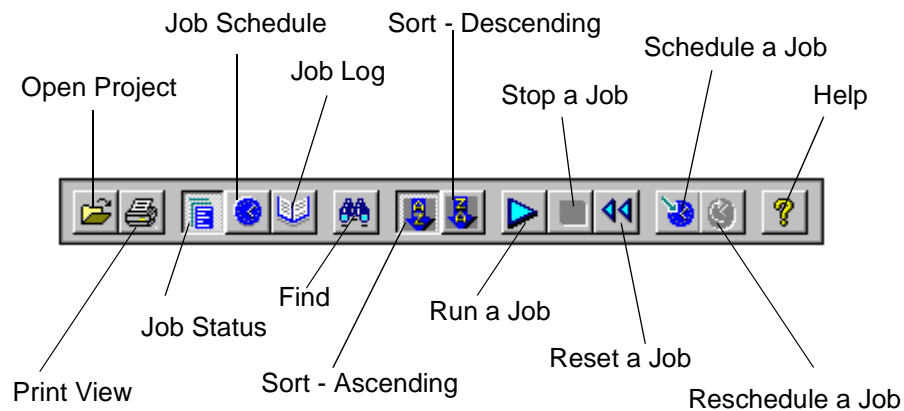 Job Schedule
Sort - Descending
Schedule a Job
Job Log
Open Project
Stop a Job
Help
Find
Run a Job
Job Status
Reset a Job
Print View
Sort - Ascending
Reschedule a Job